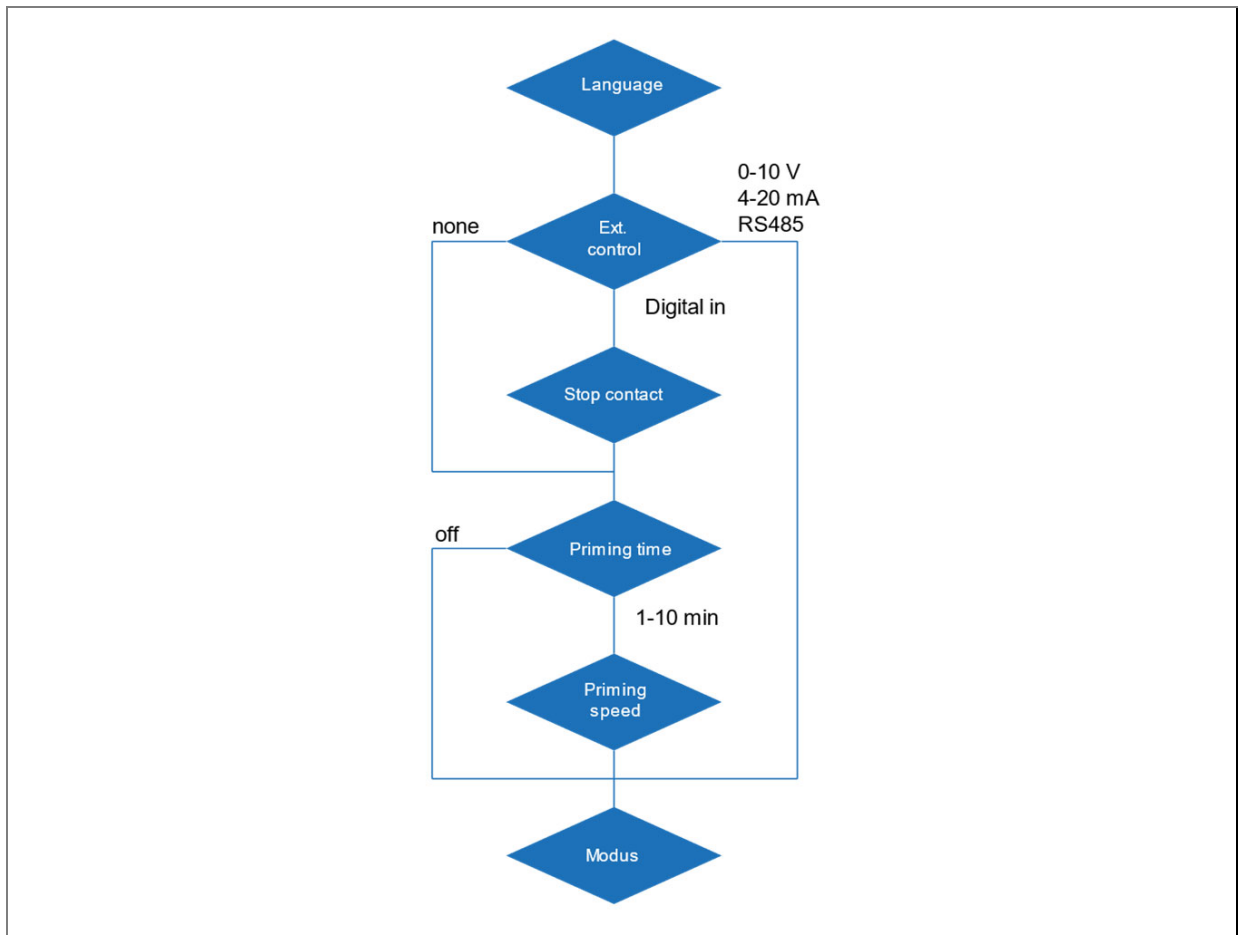 Language
0-10 V
4-20 mA
RS485
none
Ext.
control
Digital in
Stop contact
off
Priming time
1-10 min
Priming
speed
Modus